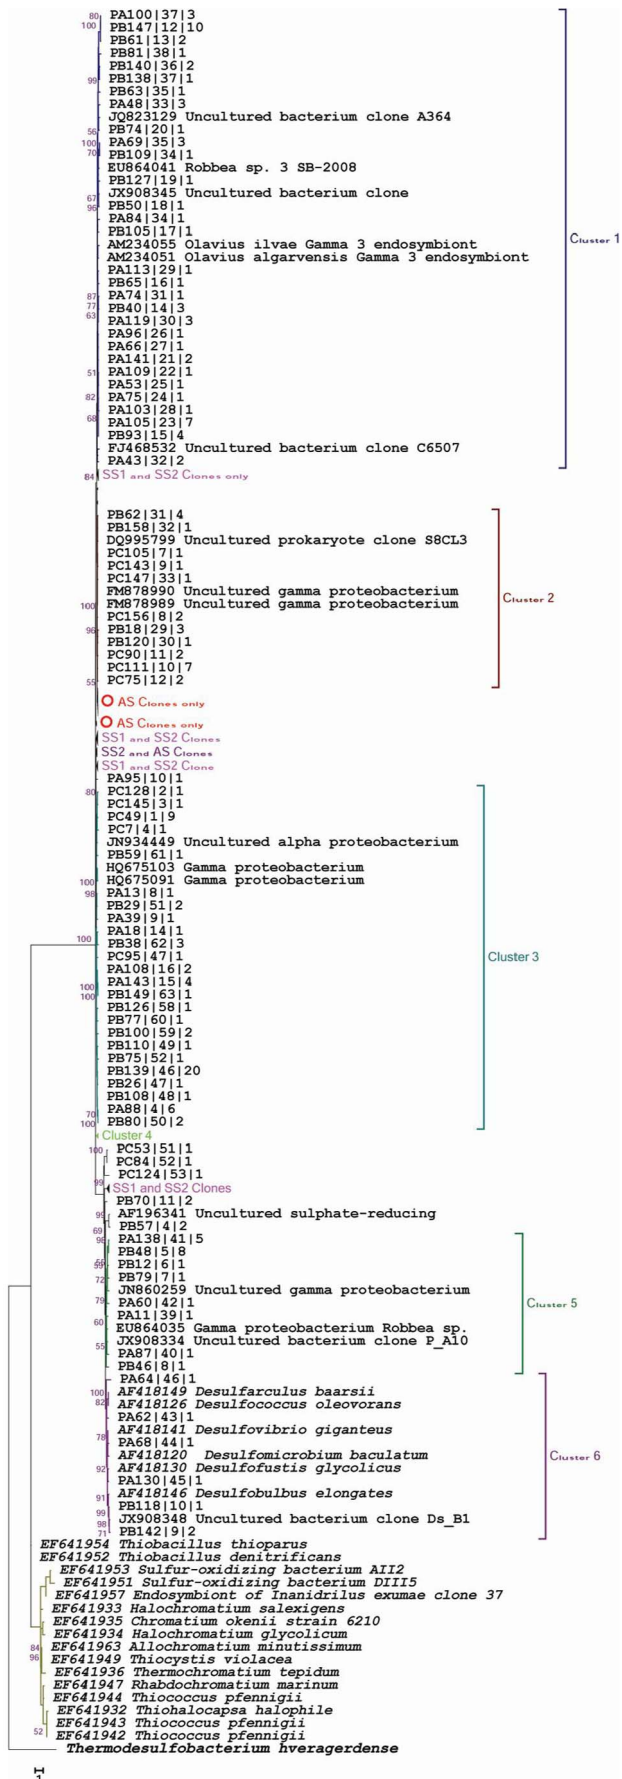 PA100|37|3
80
100
PB147|12|10
PB61|13|2
PB81|38|1
PB140|36|2
99
PB138|37|1
PB63|35|1
PA48|33|3
JQ823129 Uncultured bacterium clone A364
56
PB74|20|1
100
PA69|35|3
70
PB109|34|1
EU864041 Robbea sp. 3 SB-2008
PB127|19|1
67
JX908345 Uncultured bacterium clone
96
PB50|18|1
PA84|34|1
PB105|17|1
Cluster 1
AM234055 Olavius ilvae Gamma 3 endosymbiont
AM234051 Olavius algarvensis Gamma 3 endosymbiont
PA113|29|1
PB65|16|1
87
PA74|31|1
77
PB40|14|3
63
PA119|30|3
PA96|26|1
PA66|27|1
PA141|21|2
51
PA109|22|1
PA53|25|1
82
PA75|24|1
PA103|28|1
68
PA105|23|7
PB93|15|4
FJ468532 Uncultured bacterium clone C6507
PA43|32|2
84
SS1 and SS2 Clones only
PB62|31|4
PB158|32|1
DQ995799 Uncultured prokaryote clone S8CL3
PC105|7|1
PC143|9|1
PC147|33|1
FM878990 Uncultured gamma proteobacterium
Cluster 2
100
FM878989 Uncultured gamma proteobacterium
PC156|8|2
96
PB18|29|3
PB120|30|1
PC90|11|2
PC111|10|7
55
PC75|12|2
AS Clones only
AS Clones only
SS1 and SS2 Clones
SS2 and AS Clones
SS1 and SS2 Clone
PA95|10|1
80
PC128|2|1
PC145|3|1
PC49|1|9
PC7|4|1
JN934449 Uncultured alpha proteobacterium
PB59|61|1
HQ675103 Gamma proteobacterium
100
HQ675091 Gamma proteobacterium
98
PA13|8|1
PB29|51|2
PA39|9|1
PA18|14|1
100
PB38|62|3
PC95|47|1
Cluster 3
PA108|16|2
PA143|15|4
100
100
PB149|63|1
PB126|58|1
PB77|60|1
PB100|59|2
PB110|49|1
PB75|52|1
PB139|46|20
PB26|47|1
PB108|48|1
PA88|4|6
70
100
PB80|50|2
Cluster 4
100
PC53|51|1
PC84|52|1
PC124|53|1
99
SS1 and SS2 Clones
PB70|11|2
99
AF196341 Uncultured sulphate-reducing
PB57|4|2
69
98
PA138|41|5
PB48|5|8
PB12|6|1
72
PB79|7|1
JN860259 Uncultured gamma proteobacterium
79
PA60|42|1
Cluster 5
PA11|39|1
60
EU864035 Gamma proteobacterium Robbea sp.
55
JX908334 Uncultured bacterium clone P_A10
PA87|40|1
PB46|8|1
PA64|46|1
100
AF418149 Desulfarculus baarsii
82
AF418126 Desulfococcus oleovorans
PA62|43|1
AF418141 Desulfovibrio giganteus
78
PA68|44|1
AF418120 Desulfomicrobium baculatum
Cluster 6
92
AF418130 Desulfofustis glycolicus
PA130|45|1
91
AF418146 Desulfobulbus elongates
PB118|10|1
99
JX908348 Uncultured bacterium clone Ds_B1
98
71
PB142|9|2
EF641954 Thiobacillus thioparus
EF641952 Thiobacillus denitrificans
EF641953 Sulfur-oxidizing bacterium AII2
EF641951 Sulfur-oxidizing bacterium DIII5
EF641957 Endosymbiont of Inanidrilus exumae clone 37
EF641933 Halochromatium salexigens
EF641935 Chromatium okenii strain 6210
EF641934 Halochromatium glycolicum
84
EF641963 Allochromatium minutissimum
96
EF641949 Thiocystis violacea
EF641936 Thermochromatium tepidum
EF641947 Rhabdochromatium marinum
EF641944 Thiococcus pfennigii
EF641932 Thiohalocapsa halophile
EF641943 Thiococcus pfennigii
52
EF641942 Thiococcus pfennigii
Thermodesulfobacterium hveragerdense
1